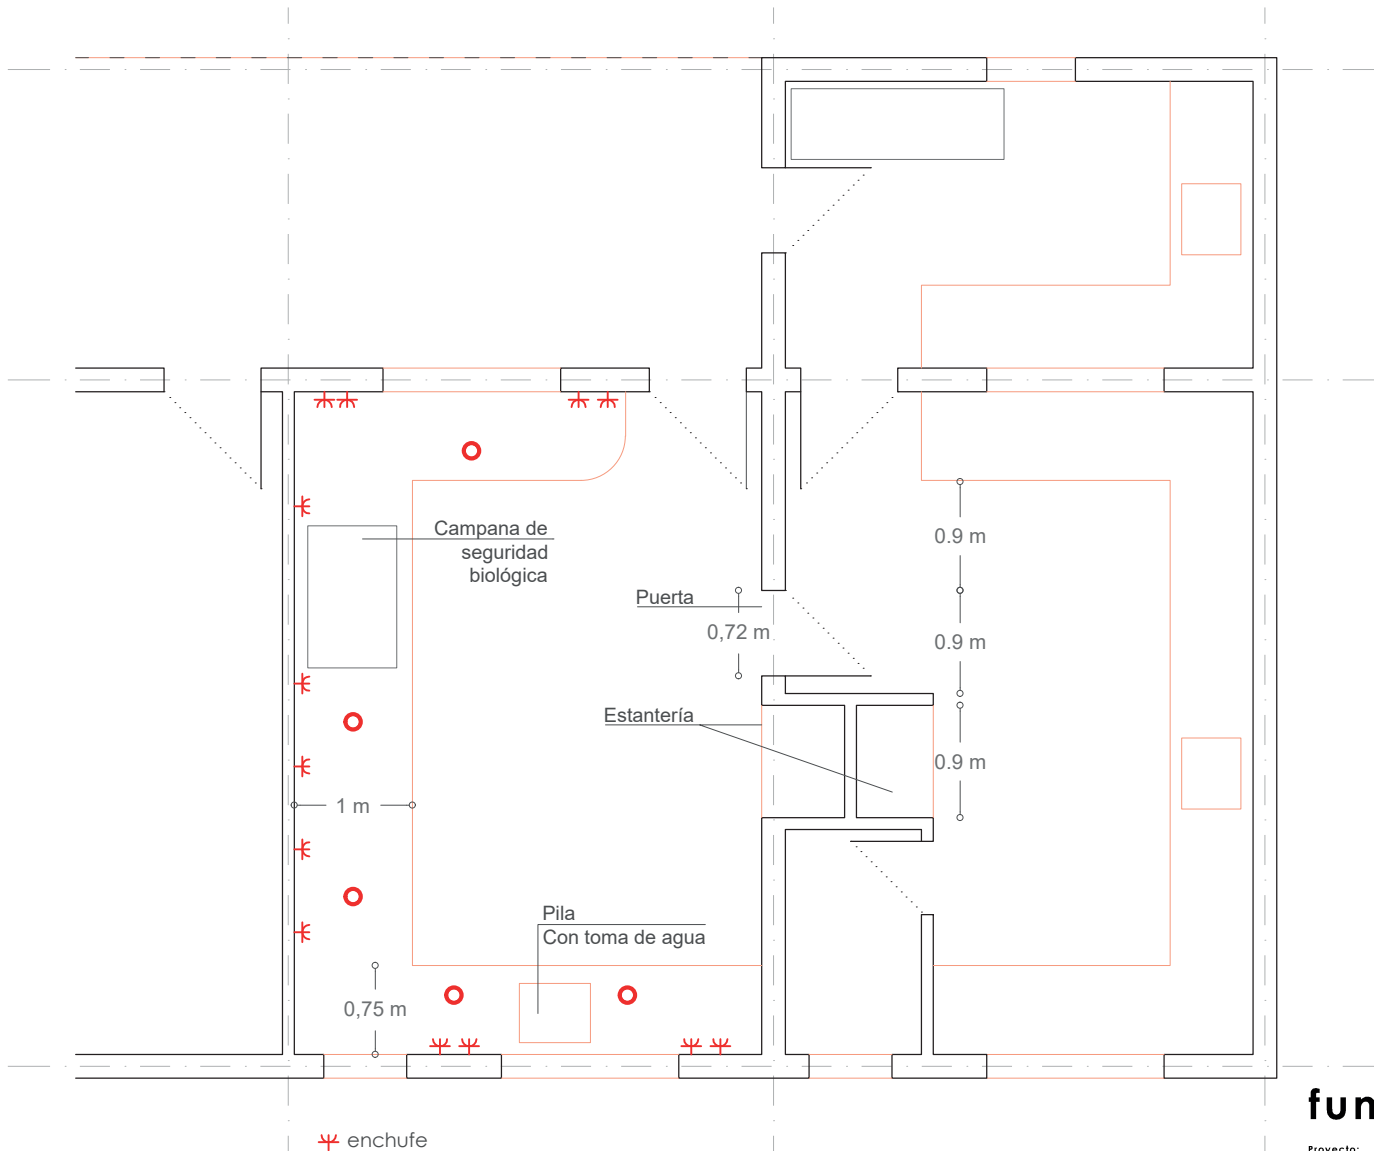 Campana de
seguridad
biológica
0.9 m
Puerta
0,72 m
0.9 m
Estantería
0.9 m
1 m
Pila
Con toma de agua
0,75 m
enchufe
fun
Proyecto: